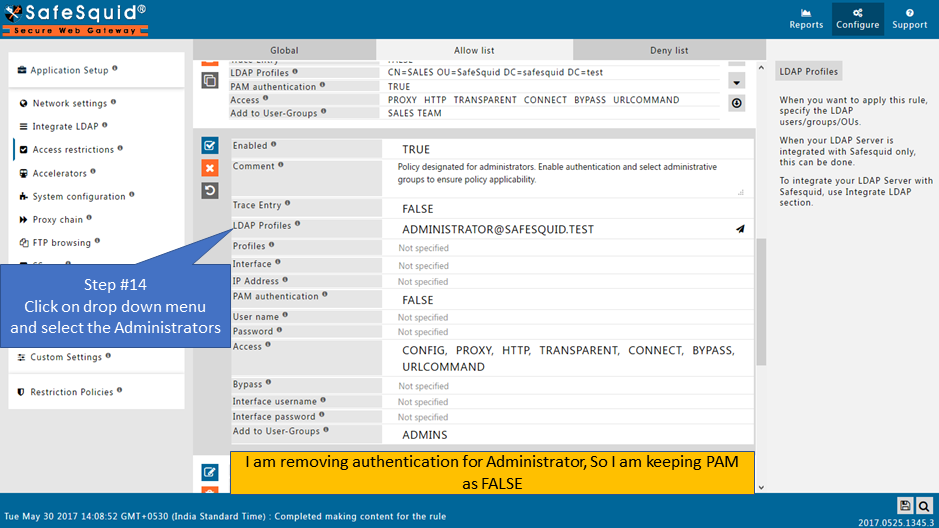 SafeSquid®
Secure Web Gateway
Reports
Configure
Support
Global
Allow list
Deny list
Application Setup
Network settings
Integrate LDAP
Access restrictions
Accelerators
System configuration
Proxy chain
FTP browsing
Custom Settings
Restriction Policies
Step #14
Click on drop down menu
and select the Administrators
Trace Entry FALSE
LDAP Profiles CN=SALES OU=SafeSquid DC=safesquid DC=test
PAM authentication TRUE
Access PROXY HTTP TRANSPARENT CONNECT BYPASS URLCOMMAND
Add to User-Groups SALES TEAM
Enabled TRUE
Comment Policy designated for administrators. Enable authentication and select administrative
groups to ensure policy applicability.
Trace Entry FALSE
LDAP Profiles ADMINISTRATOR@SAFESQUID.TEST
Profiles Not specified
Interface Not specified
IP Address Not specified
PAM authentication FALSE
User name Not specified
Password Not specified
Access CONFIG, PROXY, HTTP, TRANSPARENT, CONNECT, BYPASS,
URLCOMMAND
Bypass Not specified
Interface username Not specified
Interface password Not specified
Add to User-Groups ADMINS
I am removing authentication for Administrator, So I am keeping PAM
as FALSE
LDAP Profiles
When you want to apply this rule,
specify the LDAP
users/groups/OUs.
When your LDAP Server is
integrated with Safesquid only,
this can be done.
To integrate your LDAP Server with
Safesquid, use Integrate LDAP
section.
Tue May 30 2017 14:08:52 GMT+0530 (India Standard Time) : Completed making content for the rule
2017.0525.1345.3